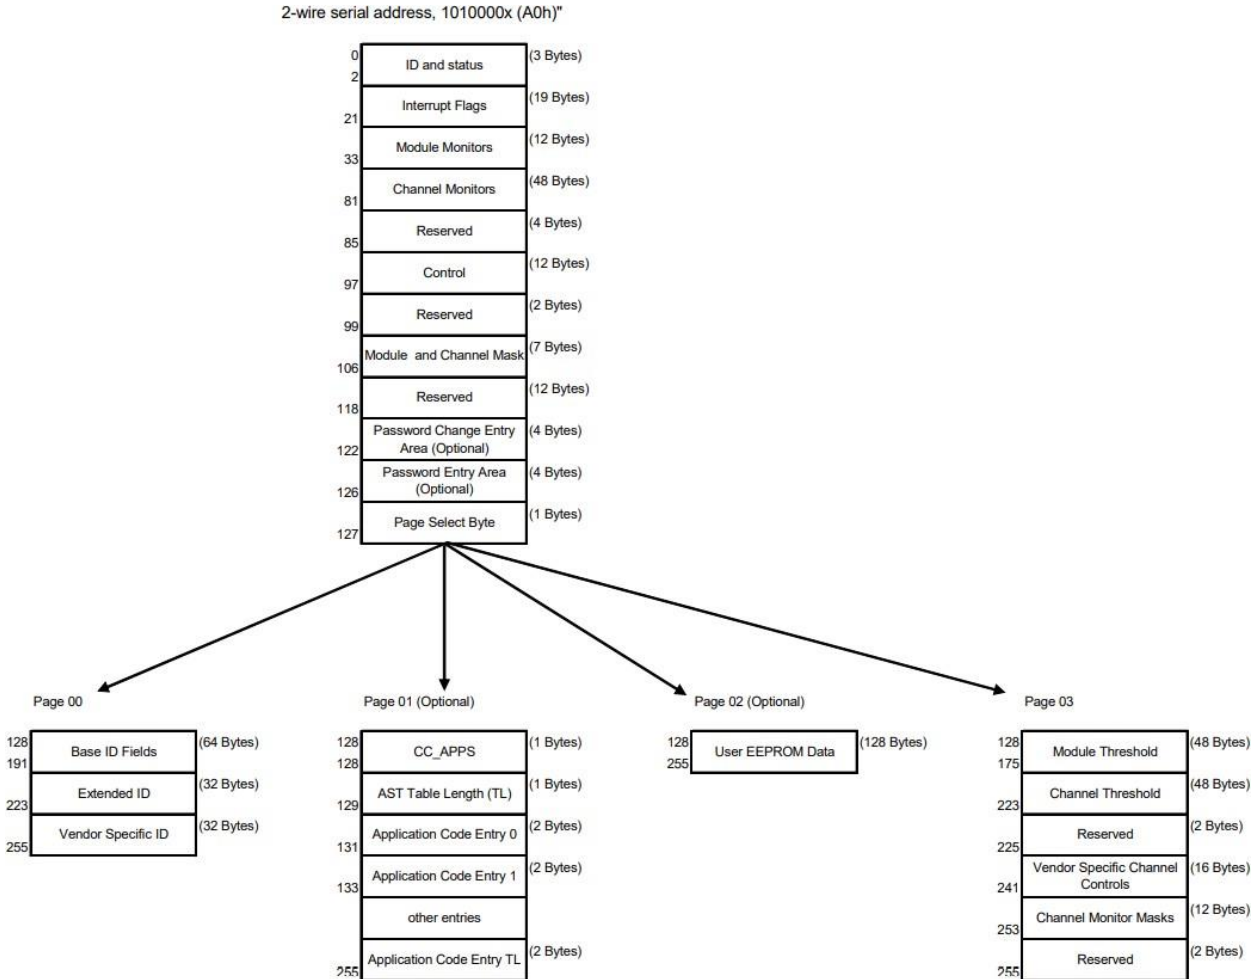 2-wire serial address, 1010000x (A0h)"
0
2
ID and status
(3 Bytes)
21
Interrupt Flags
(19 Bytes)
33
Module Monitors
(12 Bytes)
81
Channel Monitors
(48 Bytes)
85
Reserved
(4 Bytes)
97
Control
(12 Bytes)
99
Reserved
(2 Bytes)
106
Module and Channel Mask
(7 Bytes)
118
Reserved
(12 Bytes)
122
Password Change Entry
Area (Optional)
(4 Bytes)
126
Password Entry Area
(Optional)
(4 Bytes)
127
Page Select Byte
(1 Bytes)
Page 00
128
191
Base ID Fields
(64 Bytes)
223
Extended ID
(32 Bytes)
255
Vendor Specific ID
(32 Bytes)
Page 01 (Optional)
128
128
CC_APPS
(1 Bytes)
129
AST Table Length (TL)
(1 Bytes)
131
Application Code Entry 0
(2 Bytes)
133
Application Code Entry 1
(2 Bytes)
other entries
255
Application Code Entry TL
(2 Bytes)
Page 02 (Optional)
128
255
User EEPROM Data
(128 Bytes)
Page 03
128
175
Module Threshold
(48 Bytes)
223
Channel Threshold
(48 Bytes)
225
Reserved
(2 Bytes)
241
Vendor Specific Channel
Controls
(16 Bytes)
253
Channel Monitor Masks
(12 Bytes)
255
Reserved
(2 Bytes)